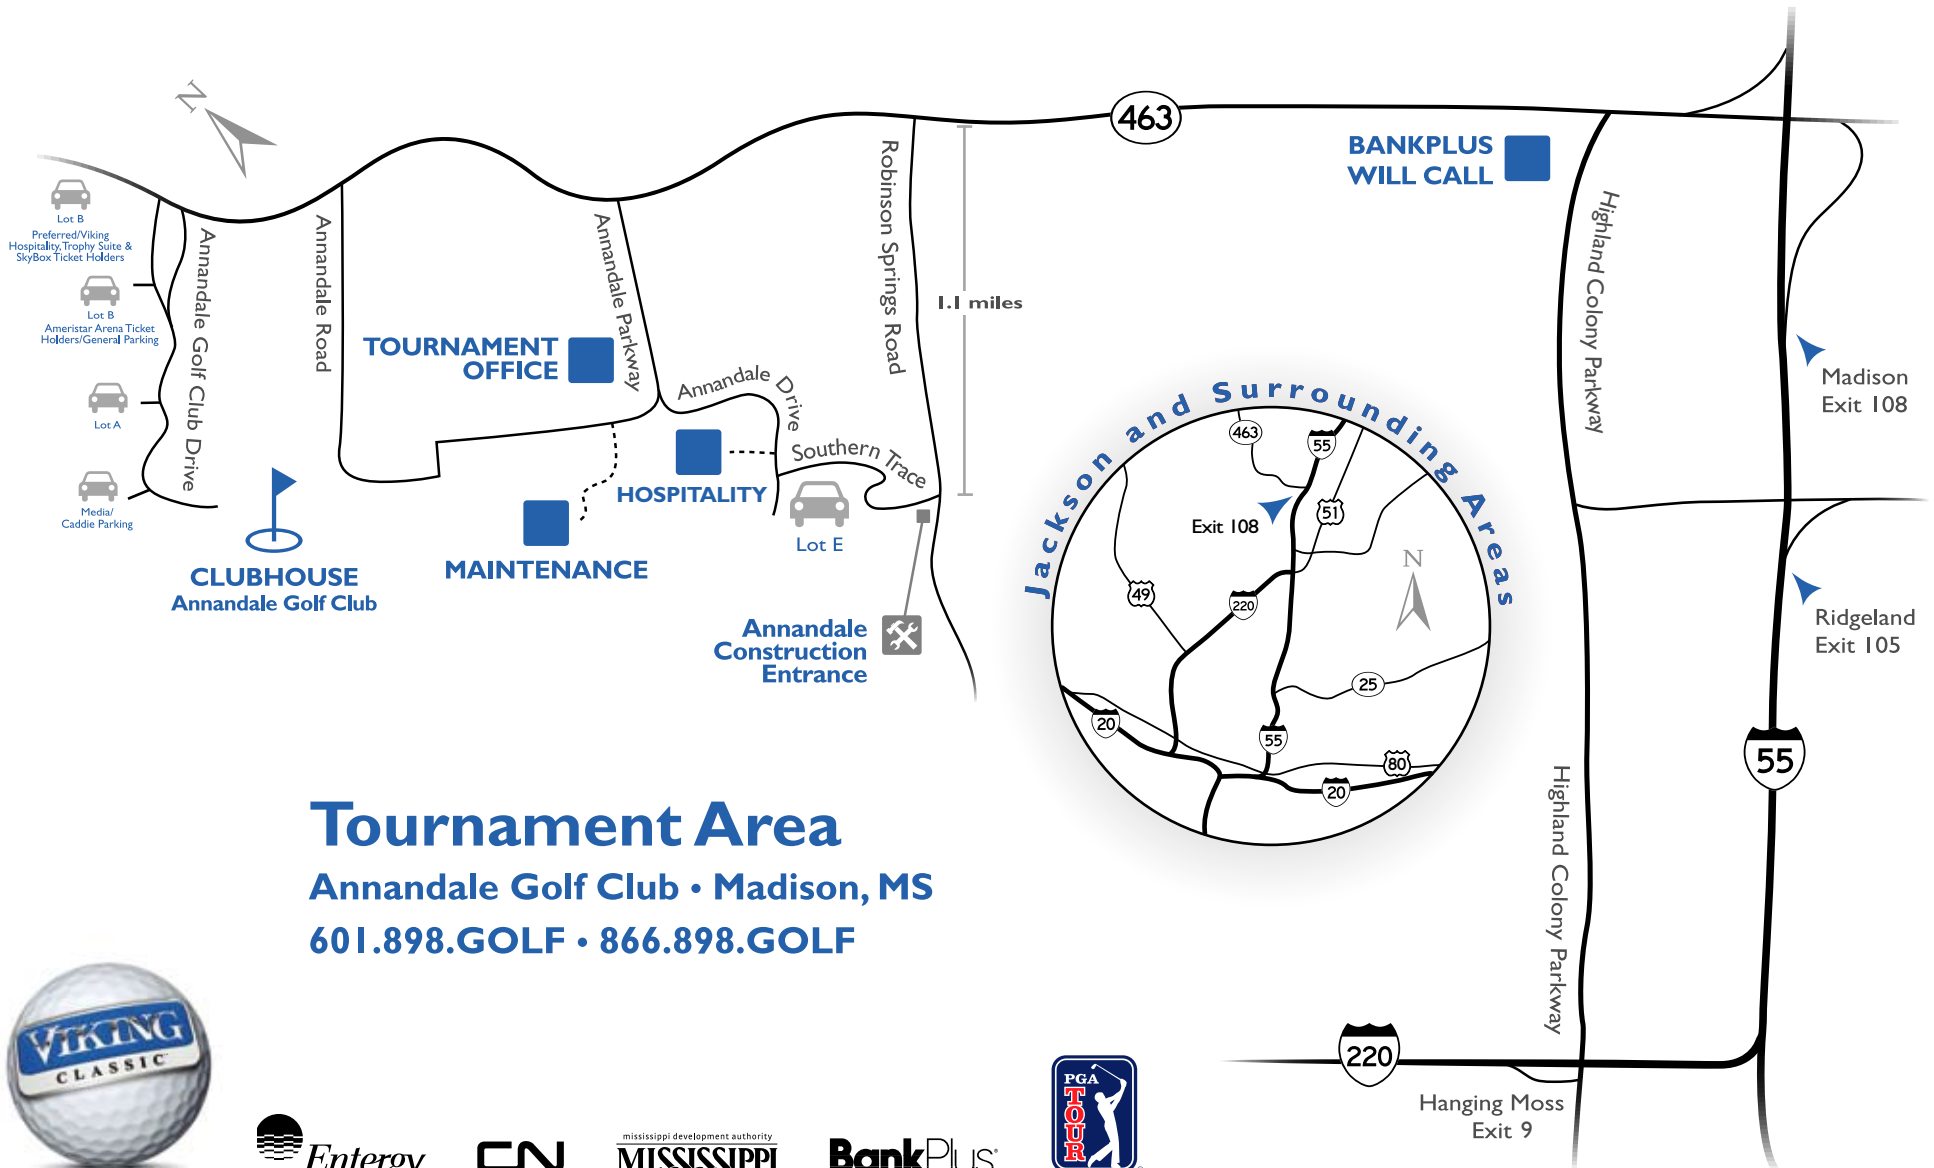 N
463
BANKPLUS
WILL CALL
Lot B
Preferred/Viking
Hospitality, Trophy Suite &
SkyBox Ticket Holders
Lot B
Ameristar Arena Ticket
Holders/General Parking
Lot A
Media/
Caddie Parking
Annandale Golf Club Drive
Annandale Road
Annandale Parkway
Robinson Springs Road
1.1 miles
Highland Colony Parkway
TOURNAMENT
OFFICE
Annandale Drive
Southern Trace
HOSPITALITY
MAINTENANCE
Lot E
CLUBHOUSE
Annandale Golf Club
Annandale
Construction
Entrance
Madison
Exit 108
Ridgeland
Exit 105
Jackson and Surrounding Areas
463
55
Exit 108
51
N
49
220
25
20
55
80
20
55
Highland Colony Parkway
Tournament Area
Annandale Golf Club • Madison, MS
601.898.GOLF • 866.898.GOLF
220
Hanging Moss
Exit 9
VIKING
CLASSIC
Entergy
CN
mississippi development authority
MISSISSIPPI
BankPlus
PGA
TOUR